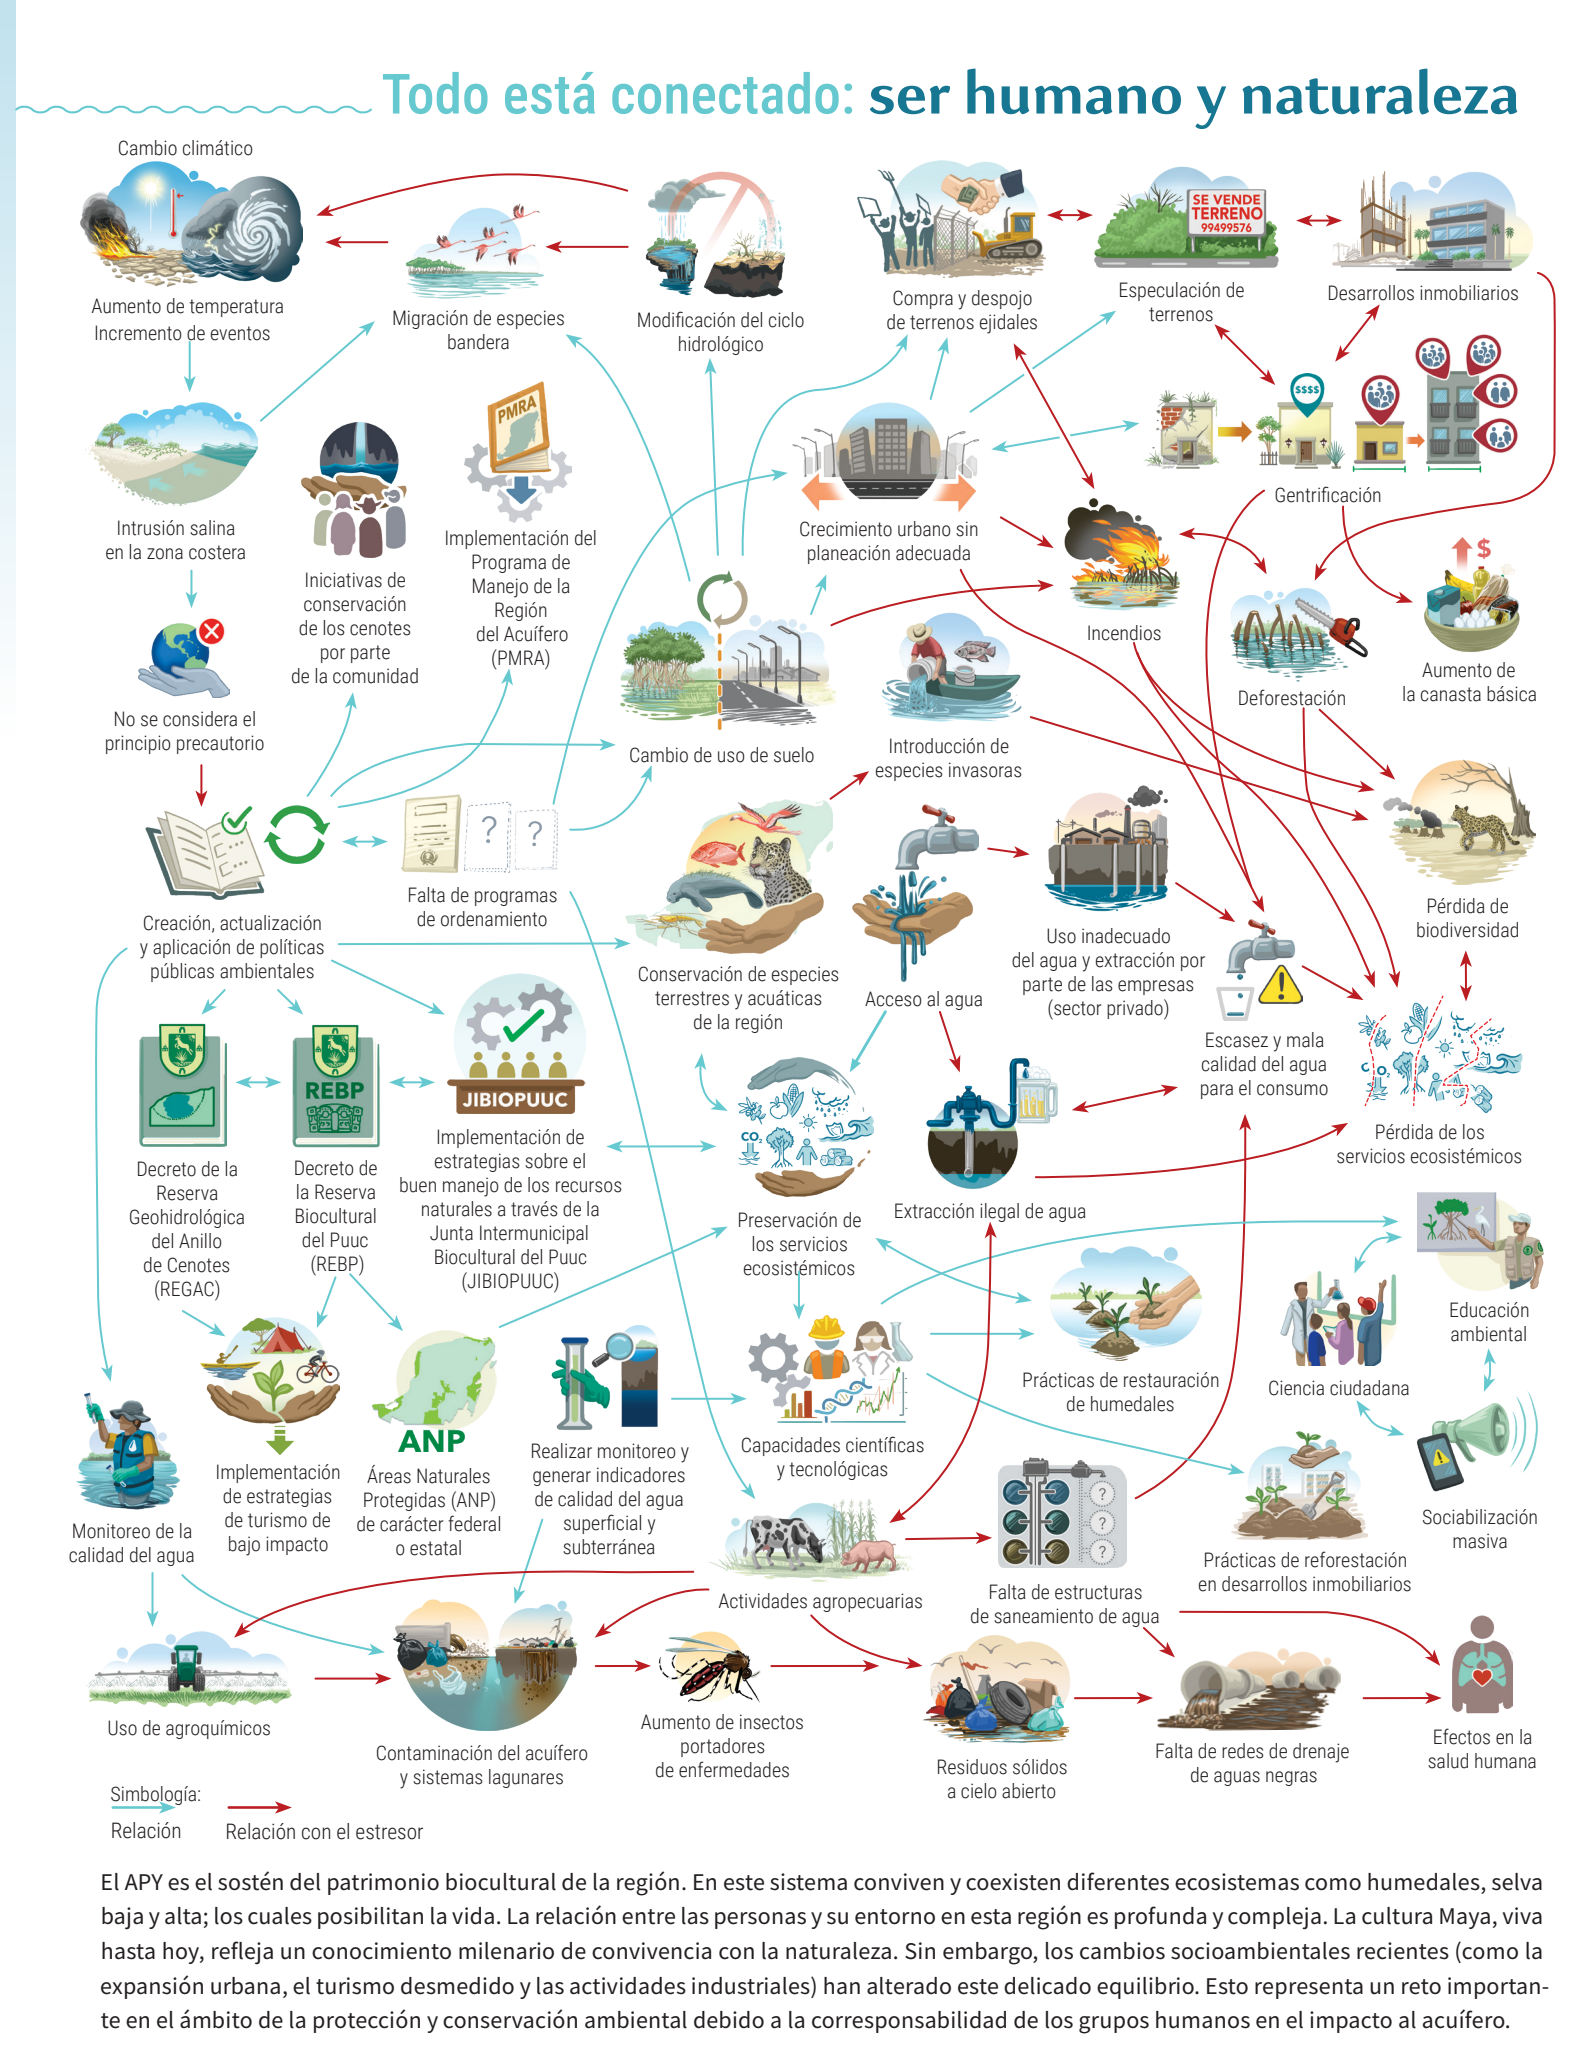 Todo está conectado: ser humano y naturaleza
Cambio climático
Aumento de temperatura
Incremento de eventos
Migración de especies
bandera
Modificación del ciclo
hidrológico
Compra y despojo
de terrenos ejidales
SE VENDE
TERRENO
99499576
Especulación de
terrenos
Desarrollos inmobiliarios
Intrusión salina
en la zona costera
Iniciativas de
conservación
de los cenotes
por parte
de la comunidad
PMRA
Implementación del
Programa de
Manejo de la
Región
del Acuífero
(PMRA)
Crecimiento urbano sin
planeación adecuada
$$$$
Gentrificación
Incendios
$
Aumento de
la canasta básica
Deforestación
No se considera el
principio precautorio
Cambio de uso de suelo
Introducción de
especies invasoras
Creación, actualización
y aplicación de políticas
públicas ambientales
? ?
Falta de programas
de ordenamiento
Conservación de especies
terrestres y acuáticas
de la región
Acceso al agua
Uso inadecuado
del agua y extracción por
parte de las empresas
(sector privado)
Escasez y mala
calidad del agua
para el consumo
Pérdida de
biodiversidad
CO2
Pérdida de los
servicios ecosistémicos
Decreto de la
Reserva
Geohidrológica
del Anillo
de Cenotes
(REGAC)
REBP
Decreto de
la Reserva
Biocultural
del Puuc
(REBP)
JIBIOPUUC
Implementación de
estrategias sobre el
buen manejo de los recursos
naturales a través de la
Junta Intermunicipal
Biocultural del Puuc
(JIBIOPUUC)
CO2
Preservación de
los servicios
ecosistémicos
Extracción ilegal de agua
Educación
ambiental
Prácticas de restauración
de humedales
Ciencia ciudadana
Monitoreo de la
calidad del agua
Implementación
de estrategias
de turismo de
bajo impacto
ANP
Áreas Naturales
Protegidas (ANP)
de carácter federal
o estatal
Realizar monitoreo y
generar indicadores
de calidad del agua
superficial y
subterránea
Capacidades científicas
y tecnológicas
Sociabilización
masiva
Prácticas de reforestación
en desarrollos inmobiliarios
Actividades agropecuarias
?
?
?
Falta de estructuras
de saneamiento de agua
Uso de agroquímicos
Contaminación del acuífero
y sistemas lagunares
Aumento de insectos
portadores
de enfermedades
Residuos sólidos
a cielo abierto
Falta de redes de drenaje
de aguas negras
Efectos en la
salud humana
Simbología:
Relación
Relación con el estresor
El APY es el sostén del patrimonio biocultural de la región. En este sistema conviven y coexisten diferentes ecosistemas como humedales, selva
baja y alta; los cuales posibilitan la vida. La relación entre las personas y su entorno en esta región es profunda y compleja. La cultura Maya, viva
hasta hoy, refleja un conocimiento milenario de convivencia con la naturaleza. Sin embargo, los cambios socioambientales recientes (como la
expansión urbana, el turismo desmedido y las actividades industriales) han alterado este delicado equilibrio. Esto representa un reto importan-
te en el ámbito de la protección y conservación ambiental debido a la corresponsabilidad de los grupos humanos en el impacto al acuífero.